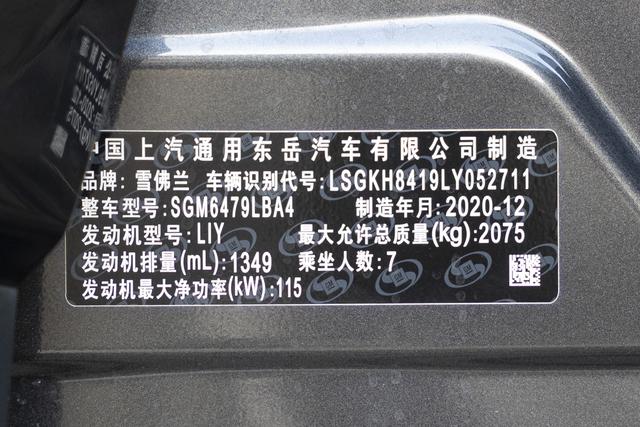 中国上汽通用东岳汽车有限公司制造
品牌: 雪佛兰 车辆识别代号:LSGKH8419LY052711
整车型号:SGM6479LBA4 制造年月:2020-12
发动机型号:LIY 最大允许总质量(kg):2075
发动机排量(mL):1349 乘坐人数:7
发动机最大净功率(kW):115